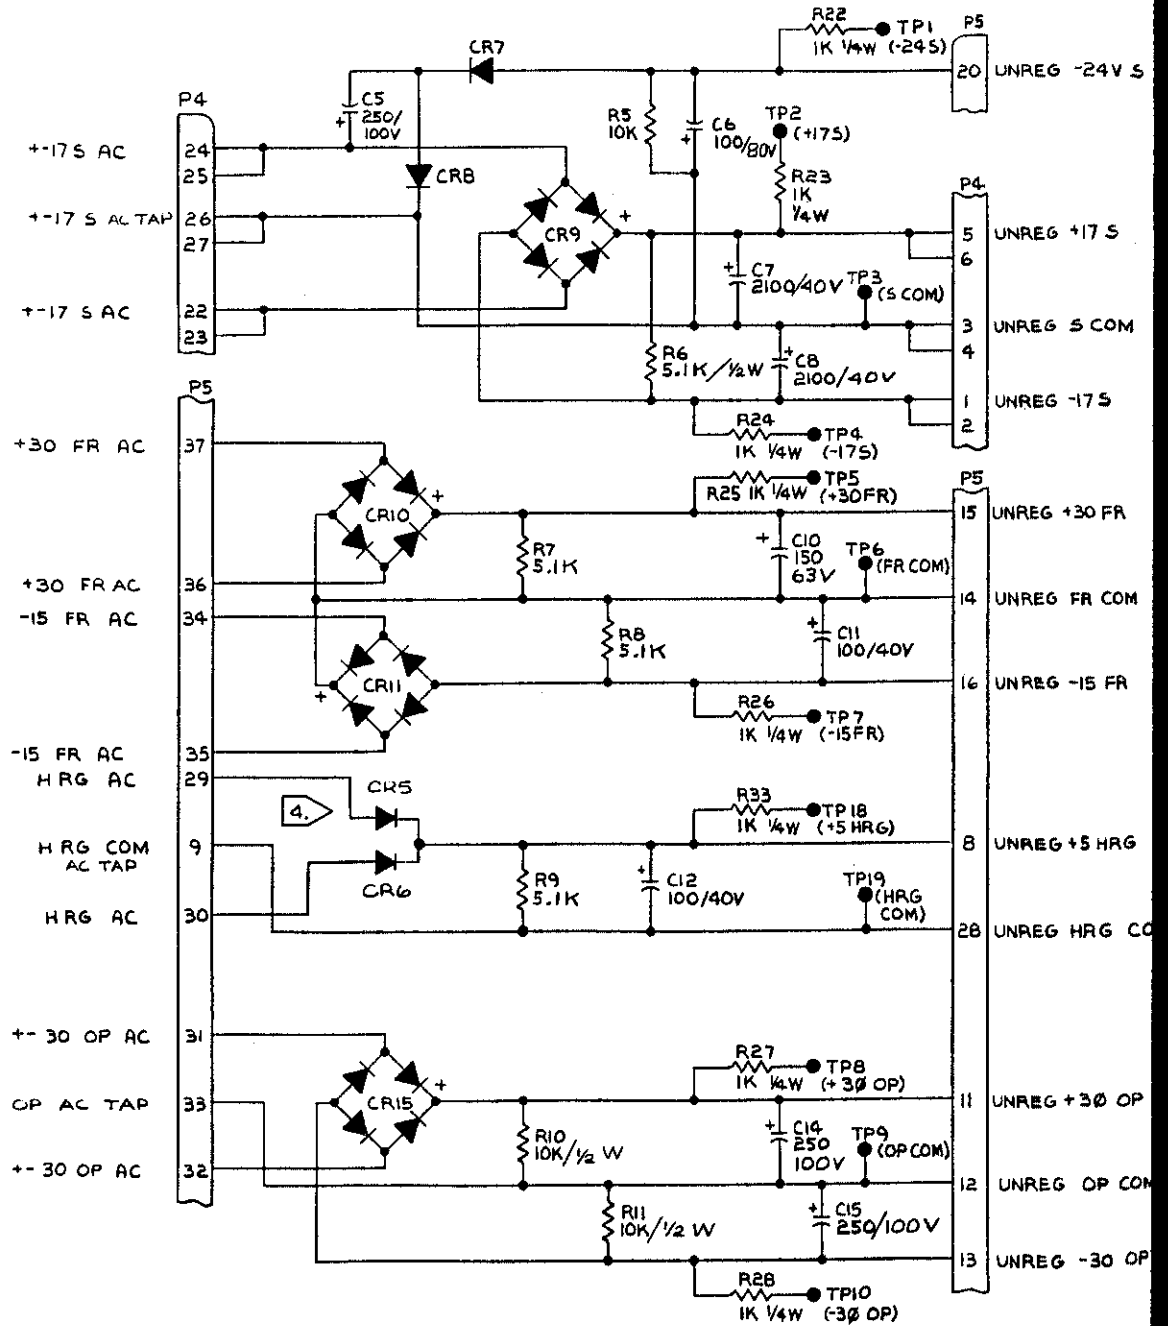 R22
1K 1/4W
TP1
(-24S)
P5
20 UNREG -24V S
CR7
C5
250/
100V
+
R5
10K
C6
100/80V
+
TP2
(+17S)
R23
1K
1/4W
P4
+-17 S AC 24
25
+-17 S AC TAP 26
27
+-17 S AC 22
23
CR8
CR9
+
P4
5 UNREG +17 S
6
+
C7
2100/40V
TP3
(S COM)
3 UNREG S COM
4
R6
5.1K/1/2W
+
C8
2100/40V
1 UNREG -17S
2
R24
1K 1/4W
TP4
(-17S)
P5
+30 FR AC 37
CR10
+
R25 1K 1/4W
TP5
(+30FR)
P5
15 UNREG +30 FR
R7
5.1K
+
C10
150
63V
TP6
(FR COM)
+30 FR AC 36
14 UNREG FR COM
-15 FR AC 34
R8
5.1K
+
C11
100/40V
CR11
+
16 UNREG -15 FR
R26
1K 1/4W
TP7
(-15FR)
-15 FR AC 35
HRG AC 29
CR5
4.
R33
1K 1/4W
TP18
(+5 HRG)
HRG COM
AC TAP
9
8 UNREG +5 HRG
CR6
R9
5.1K
+
C12
100/40V
TP19
(HRG
COM)
HRG AC 30
28 UNREG HRG CO
+- 30 OP AC 31
CR15
+
R27
1K 1/4W
TP8
(+3Ø OP)
OP AC TAP 33
11 UNREG +3Ø OP
R10
10K/1/2 W
+
C14
250
100V
TP9
(OP COM)
+- 30 OP AC 32
12 UNREG OP COM
R11
10K/1/2 W
+
C15
250/100V
13 UNREG -30 OP
R28
1K 1/4W
TP10
(-3Ø OP)